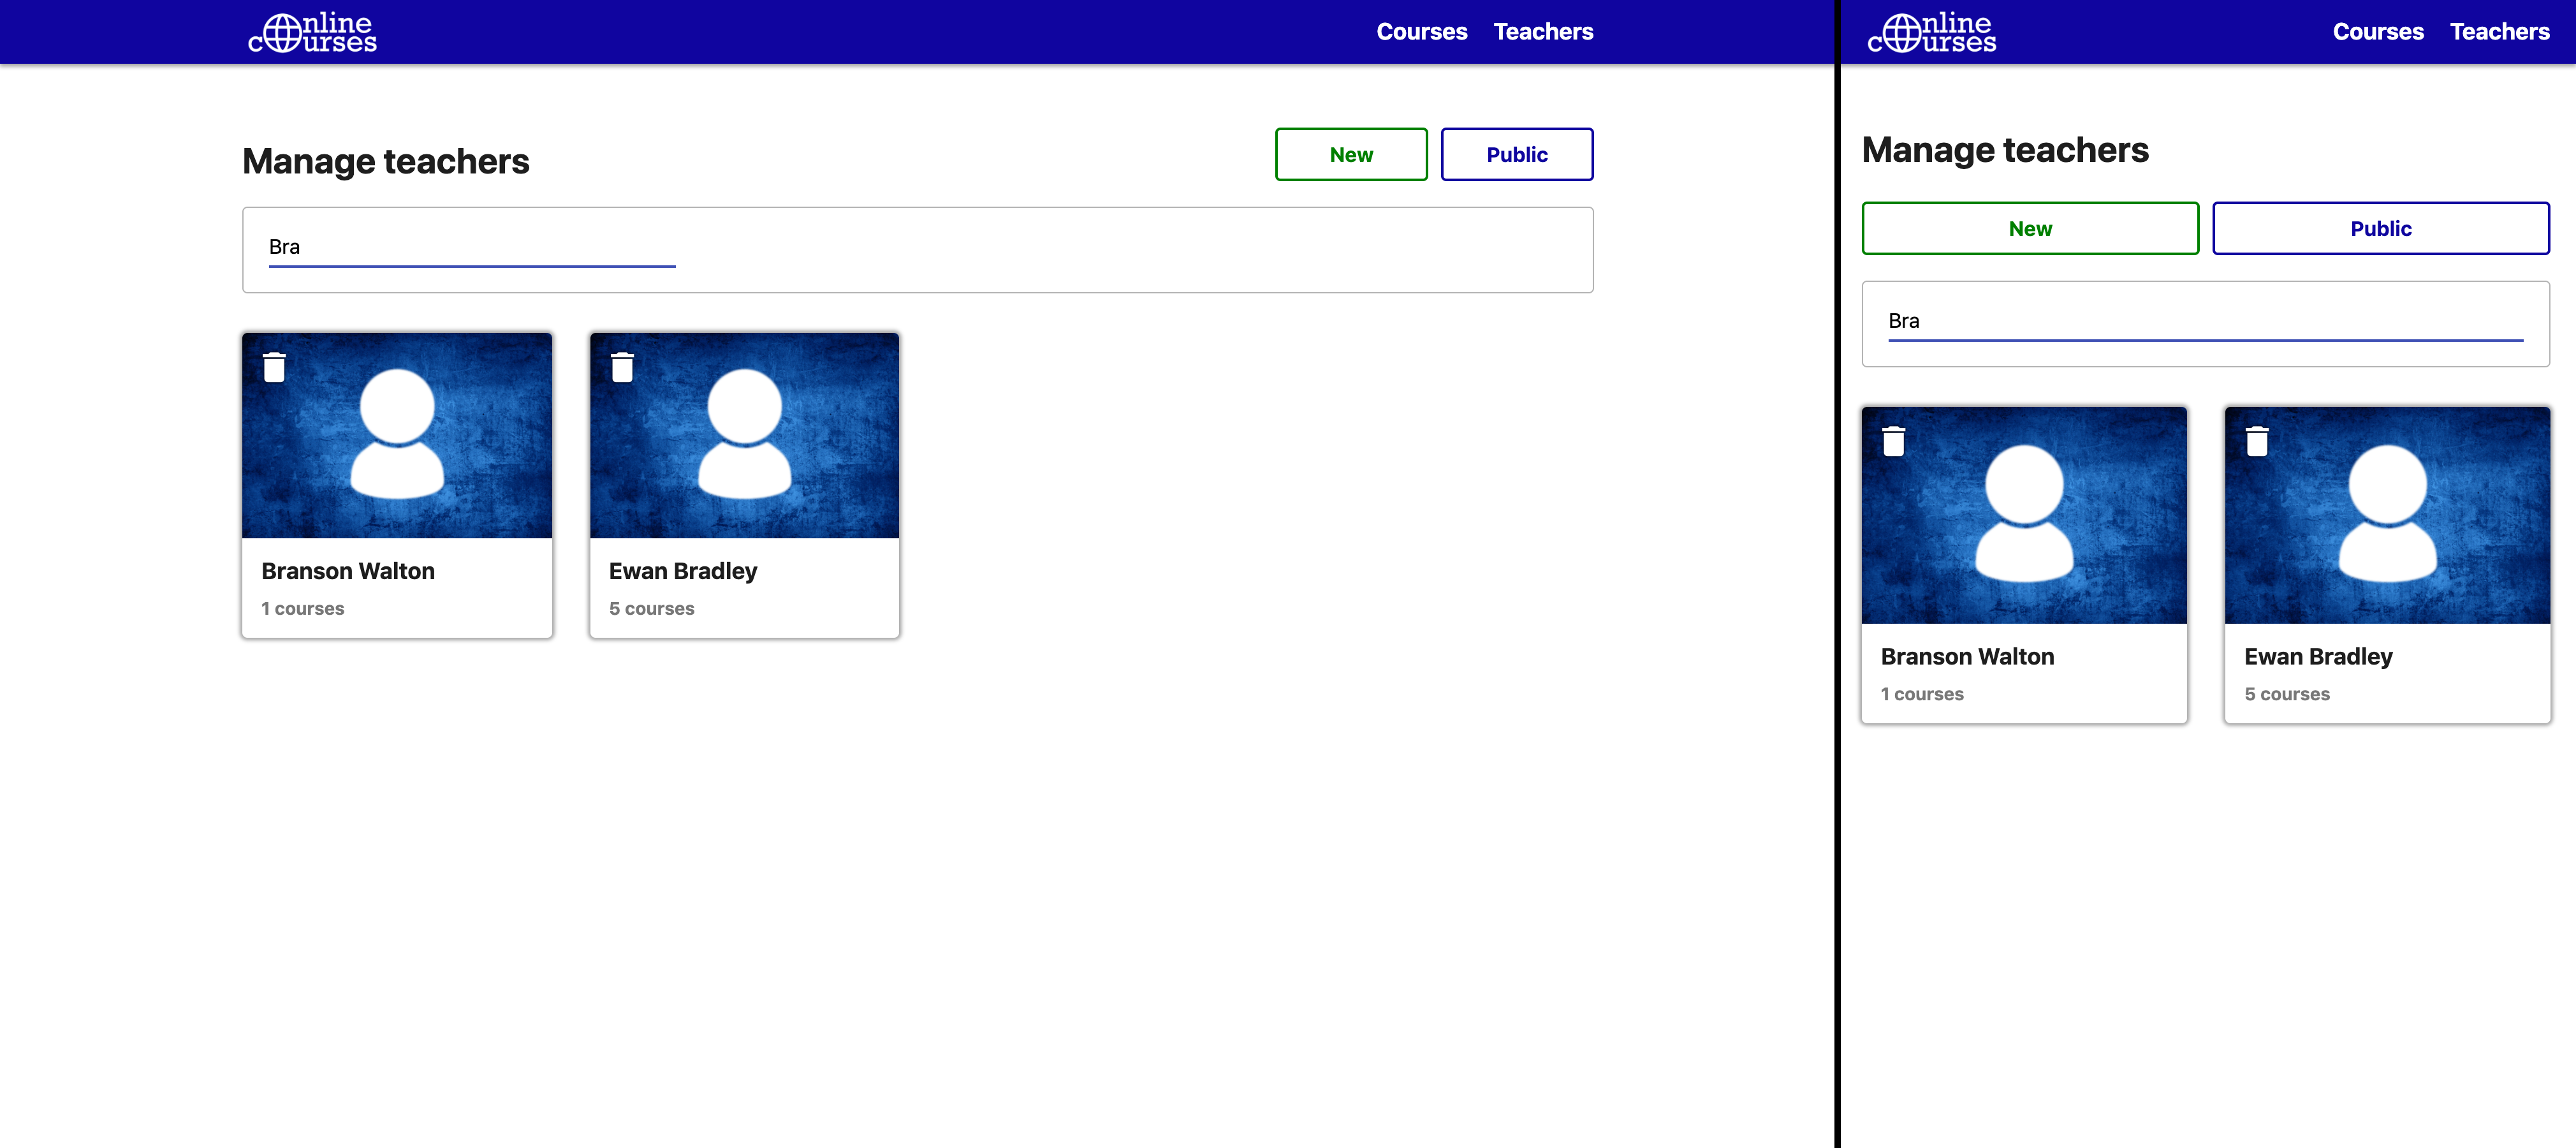 Online
courses
Courses Teachers
Manage teachers
New Public
Bra
Branson Walton
1 courses
Ewan Bradley
5 courses
Online
courses
Courses Teachers
Manage teachers
New Public
Bra
Branson Walton
1 courses
Ewan Bradley
5 courses